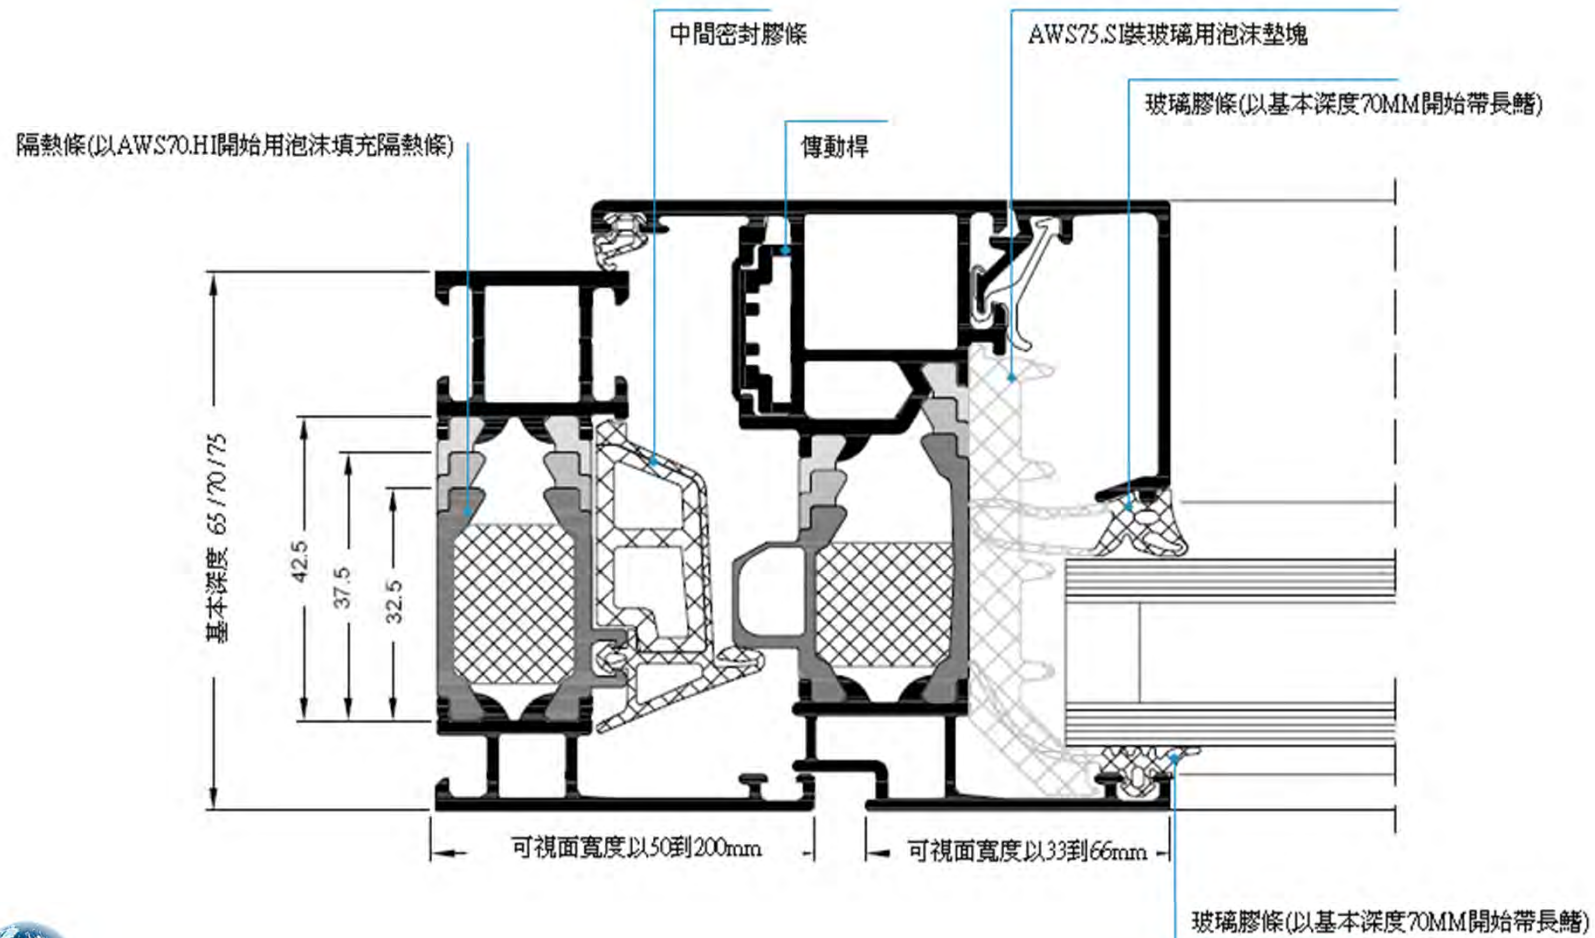 中間密封膠條
AWS75.SI裝玻璃用泡沫墊塊
玻璃膠條(以基本深度70MM開始帶長鰭)
隔熱條(以AWS70.HI開始用泡沫填充隔熱條)
傳動桿
基本深度 65/70/75
42.5
37.5
32.5
可視面寬度以50到200mm
可視面寬度以33到66mm
玻璃膠條(以基本深度70MM開始帶長鰭)